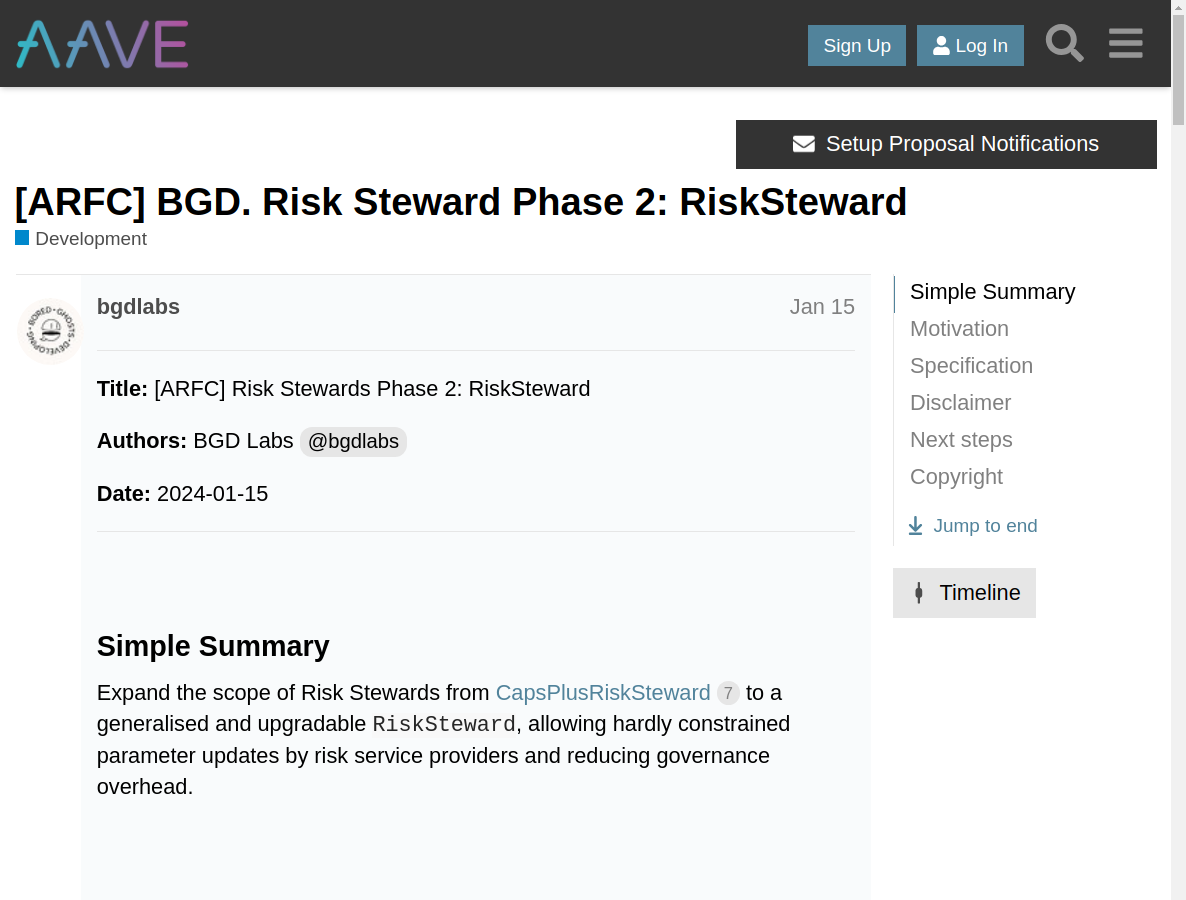 AAVE
Sign Up
Log In
Setup Proposal Notifications
[ARFC] BGD. Risk Steward Phase 2: RiskSteward
Development
BORED · GHOSTS · DEVELOPING
bgdlabs
Jan 15
Title: [ARFC] Risk Stewards Phase 2: RiskSteward
Authors: BGD Labs @bgdlabs
Date: 2024-01-15
Simple Summary
Expand the scope of Risk Stewards from CapsPlusRiskSteward 7 to a
generalised and upgradable RiskSteward, allowing hardly constrained
parameter updates by risk service providers and reducing governance
overhead.
Simple Summary
Motivation
Specification
Disclaimer
Next steps
Copyright
Jump to end
Timeline